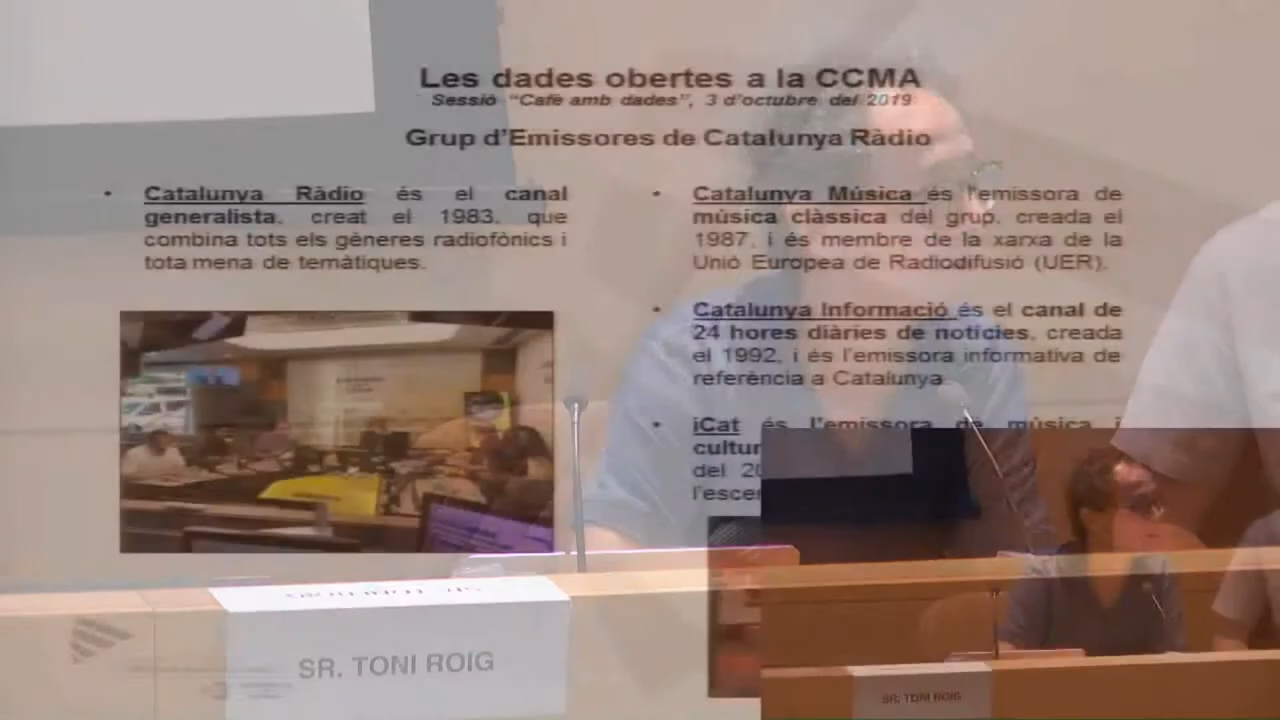 Les dades obertes a la CCMA
Sessió "Cafè amb dades", 3 d'octubre del 2019
Grup d'Emissores de Catalunya Ràdio
• Catalunya Ràdio és el canal
generalista, creat el 1983, que
combina tots els gèneres radiofònics i
tota mena de temàtiques.
• Catalunya Música és l'emissora de
música clàssica del grup, creada el
1987, i és membre de la xarxa de la
Unió Europea de Radiodifusió (UER).
• Catalunya Informació és el canal de
24 hores diàries de notícies, creada
el 1992, i és l'emissora informativa de
referència a Catalunya
• iCat és l'emissora de música i
cultur
del 20
l'escen
SR. TONI ROIG
SR. TONI ROIG